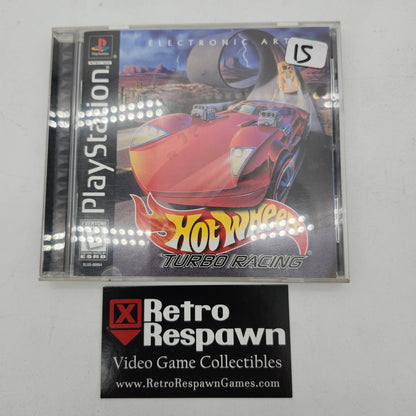 ELECTRONIC ARTS
15
PlayStation
EVERYONE
ESRB
HOT WHEELS
TURBO RACING
Retro
Respawn
Video Game Collectibles
www.RetroRespawnGames.com